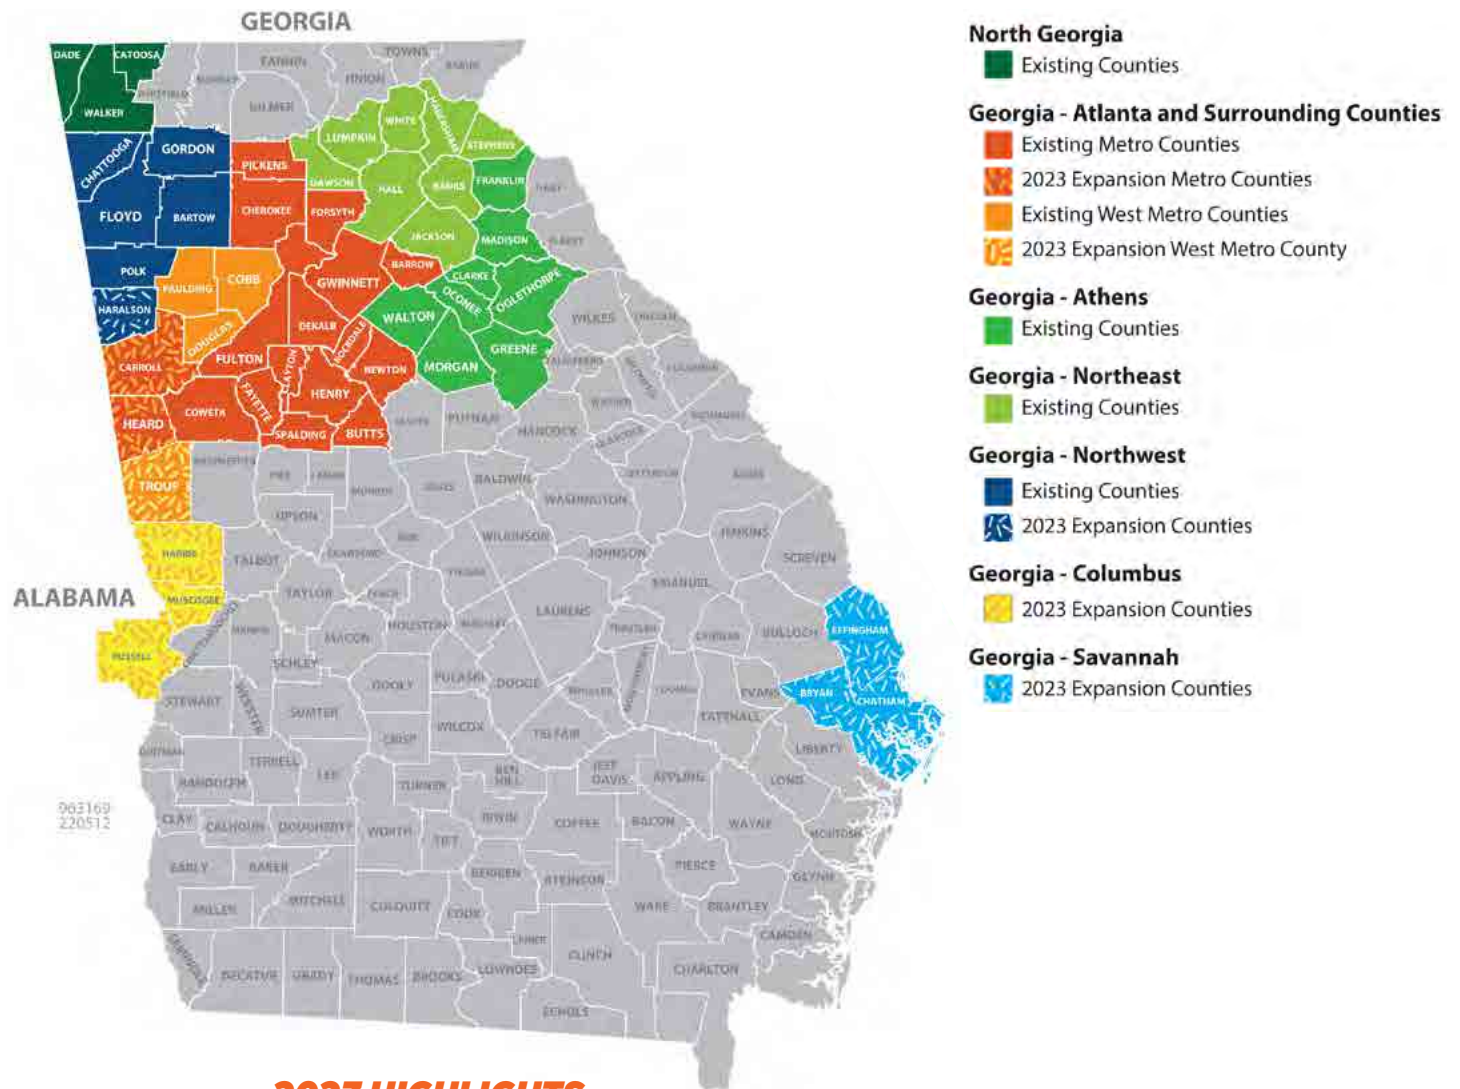 GEORGIA
North Georgia
Existing Counties
Georgia - Atlanta and Surrounding Counties
Existing Metro Counties
2023 Expansion Metro Counties
Existing West Metro Counties
2023 Expansion West Metro County
Georgia - Athens
Existing Counties
Georgia - Northeast
Existing Counties
Georgia - Northwest
Existing Counties
2023 Expansion Counties
Georgia - Columbus
2023 Expansion Counties
Georgia - Savannah
2023 Expansion Counties
DADE
CATOOSA
WALKER
TOWNS
FANNIN
UNION
GILMER
CHATTOOGA
GORDON
PICKENS
LUMPKIN
WHITE
HABERSHAM
STEPHENS
DAWSON
HALL
BANKS
FRANKLIN
HART
FLOYD
BARTOW
CHEROKEE
FORSYTH
JACKSON
MADISON
ELBERT
POLK
HARALSON
PAULDING
COBB
GWINNETT
BARROW
CLARKE
OCONEE
OGLETHORPE
DOUGLAS
FULTON
DEKALB
ROCKDALE
WALTON
MORGAN
GREENE
WILKES
CARROLL
CLAYTON
NEWTON
HENRY
FAYETTE
COWETA
HEARD
SPALDING
BUTTS
PUTNAM
HANCOCK
TROUP
PIKE
UPSON
BALDWIN
WASHINGTON
WILKINSON
JENKINS
SCREVEN
HARRIS
TALBOT
JOHNSON
EMANUEL
ALABAMA
MUSCOGEE
TAYLOR
LAURENS
RUSSELL
MACON
HOUSTON
BULLOCH
EFFINGHAM
SCHLEY
STEWART
WEBSTER
SUMTER
DOOLY
PULASKI
DODGE
EVANS
BRYAN
CHATHAM
TATTNALL
CRISP
WILCOX
TELFAIR
LIBERTY
TERRELL
LEE
RANDOLPH
TURNER
BEN
HILL
JEFF
DAVIS
APPLING
LONG
963169
220512
CLAY
CALHOUN
DOUGHERTY
WORTH
TIFT
IRWIN
COFFEE
BACON
WAYNE
MCINTOSH
EARLY
BAKER
MITCHELL
BERRIEN
ATKINSON
PIERCE
GLYNN
MILLER
COLQUITT
COOK
WARE
BRANTLEY
CAMDEN
LANIER
CLINCH
CHARLTON
DECATUR
GRADY
THOMAS
BROOKS
LOWNDES
ECHOLS